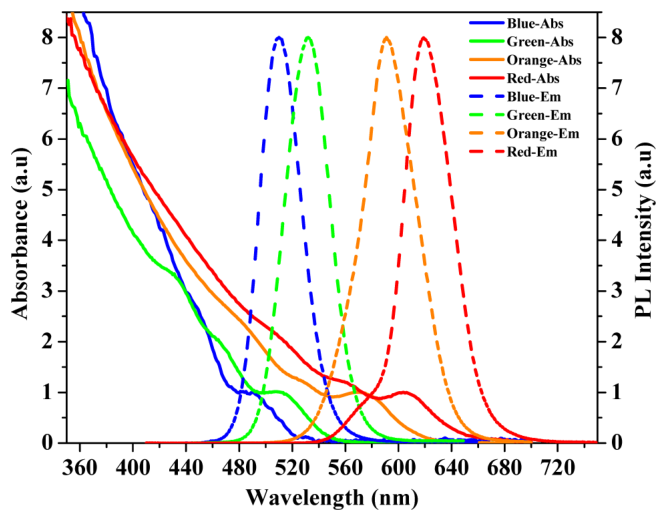 Blue-Abs
Green-Abs
Orange-Abs
Red-Abs
Blue-Em
Green-Em
Orange-Em
Red-Em
8 8
7 7
6 6
5 5
4 4
3 3
2 2
1 1
0 0
Absorbance (a.u)
PL Intensity (a.u)
360 400 440 480 520 560 600 640 680 720
Wavelength (nm)